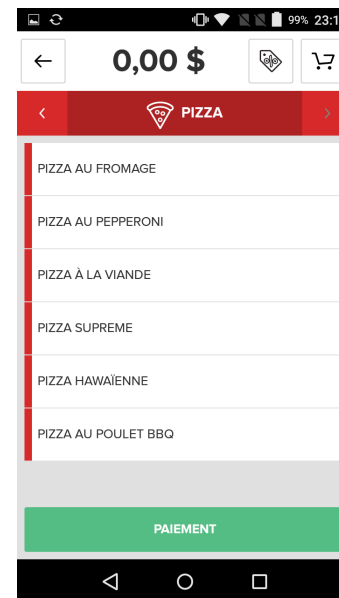 99% 23:1
0,00 $
PIZZA
PIZZA AU FROMAGE
PIZZA AU PEPPERONI
PIZZA À LA VIANDE
PIZZA SUPREME
PIZZA HAWAÏENNE
PIZZA AU POULET BBQ
PAIEMENT